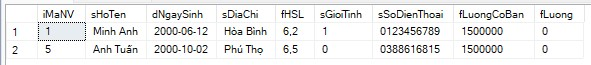 iMaNV sHoTen dNgaySinh sDiaChi fHSL sGioiTinh sSoDienThoai fLuongCoBan fLuong
1 1 Minh Anh 2000-06-12 Hòa Bình 6,2 1 0123456789 1500000 0
2 5 Anh Tuấn 2000-10-02 Phú Thọ 6,5 0 0388616815 1500000 0